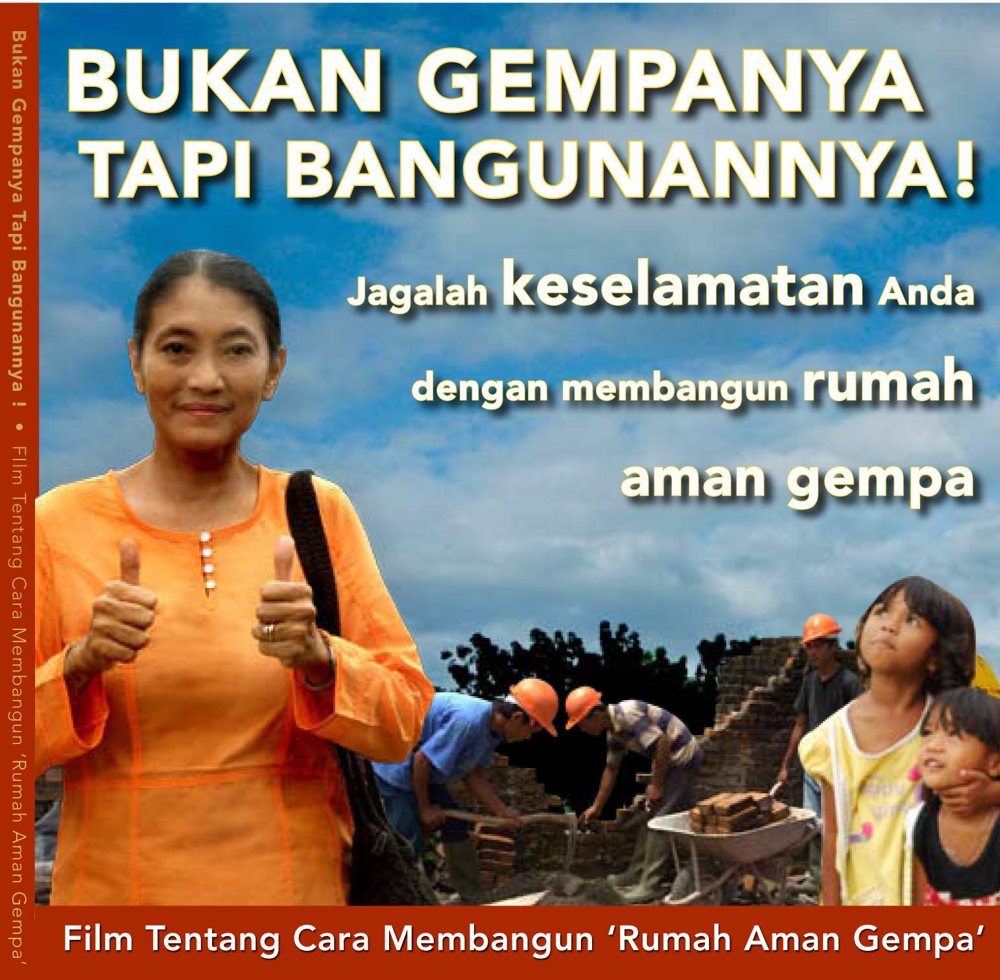 BUKAN GEMPANYA
TAPI BANGUNANNYA!
Jagalah keselamatan Anda
dengan membangun rumah
aman gempa
Film Tentang Cara Membangun ‘Rumah Aman Gempa’
Bukan Gempanya Tapi Bangunannya ! • FIlm Tentang Cara Membangun ‘Rumah Aman Gempa’